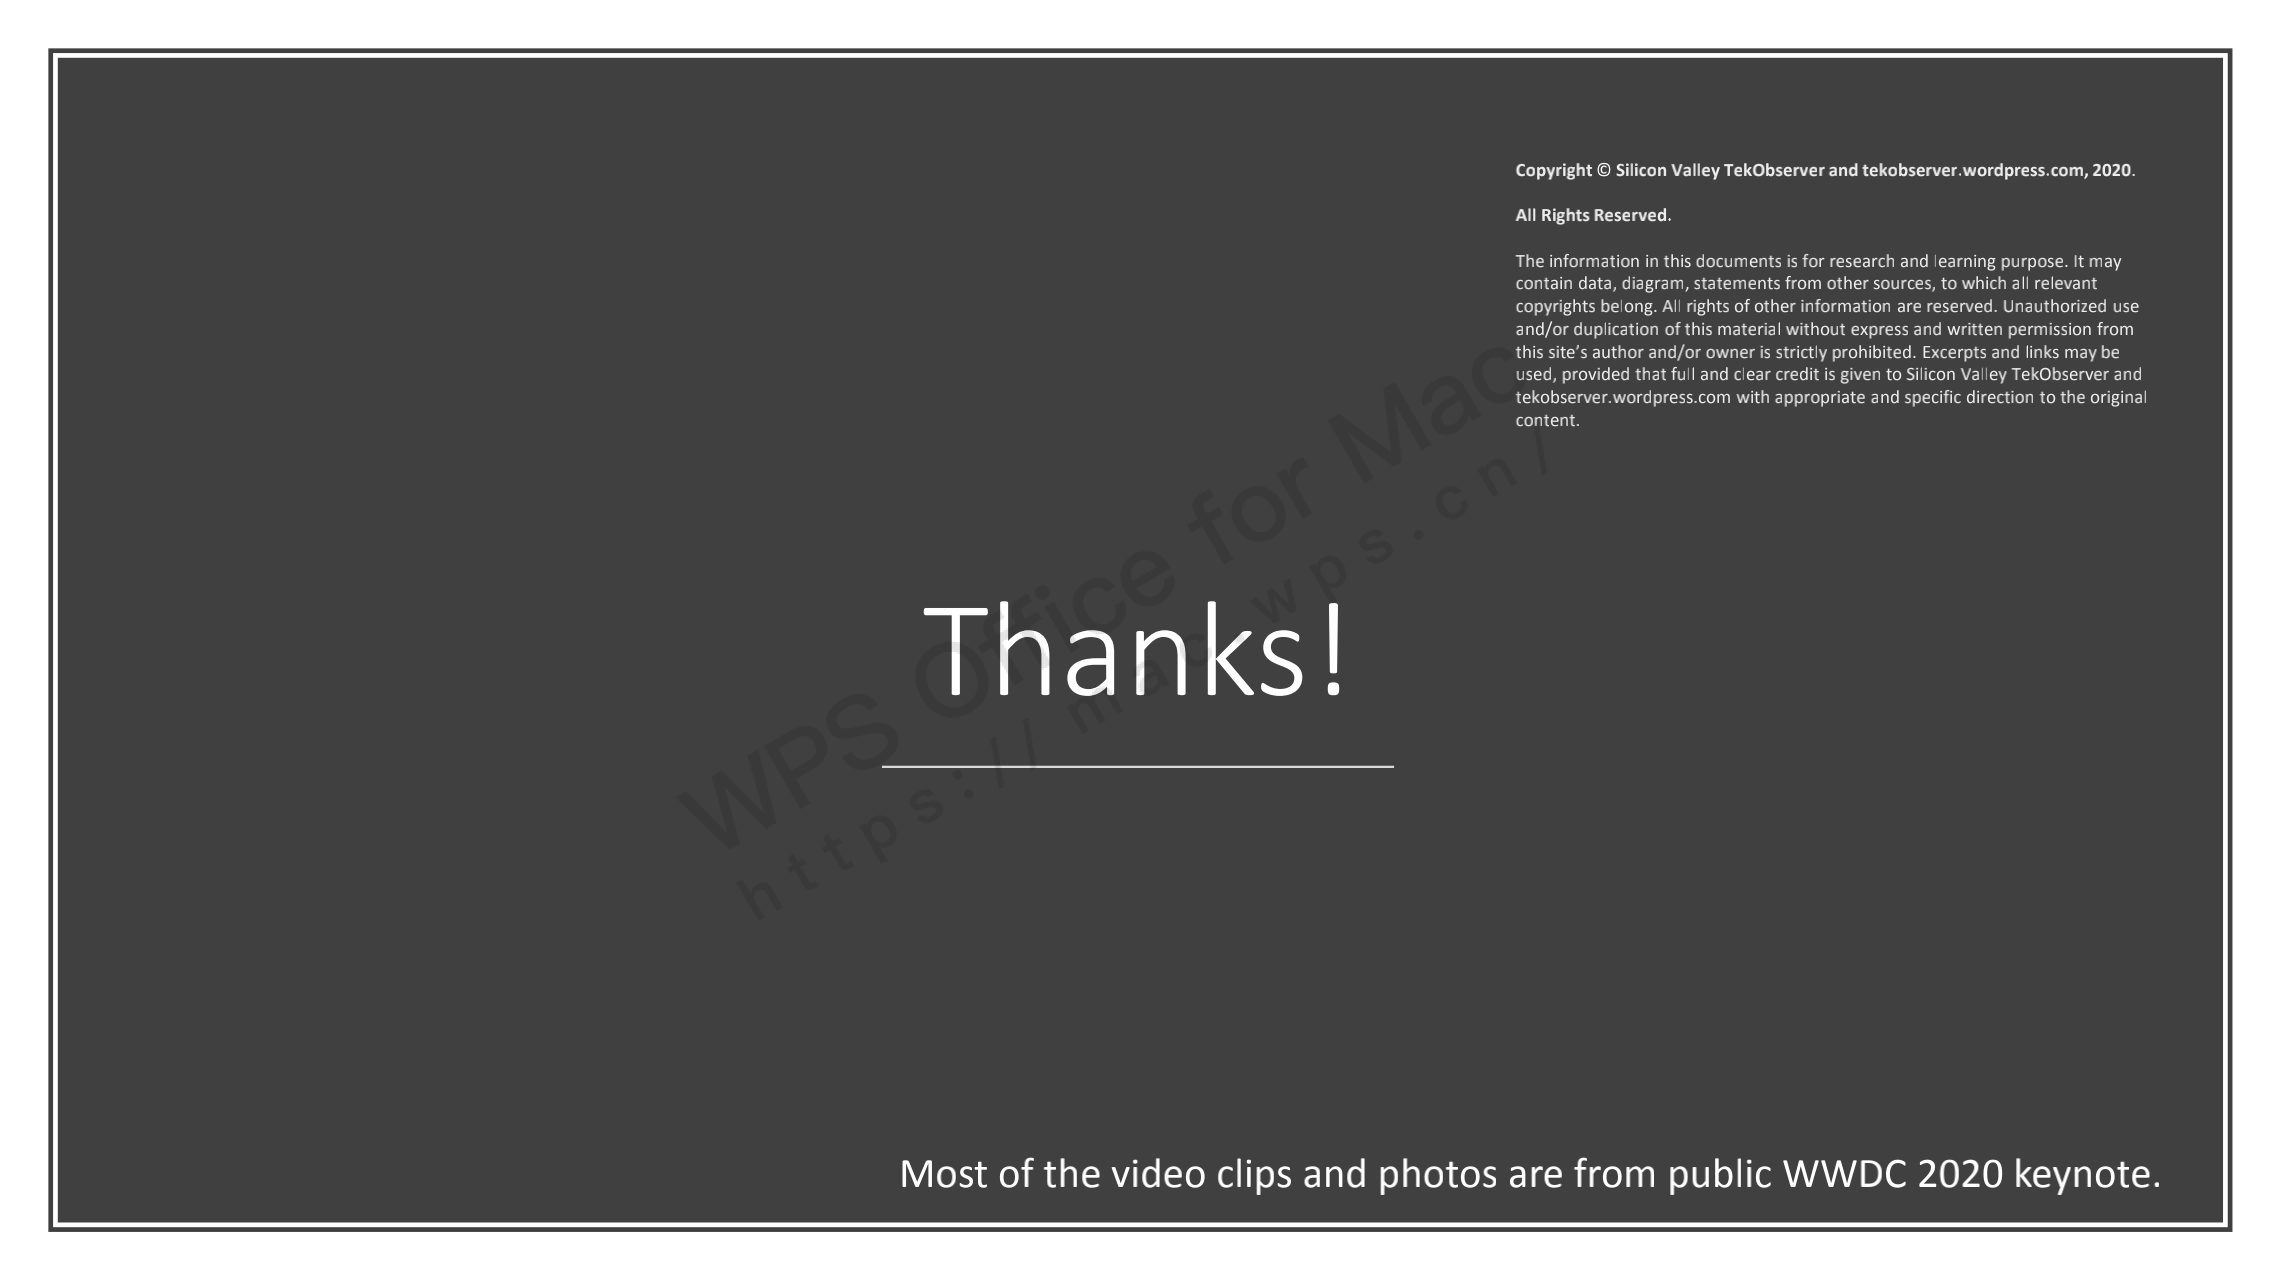 Copyright © Silicon Valley TekObserver and tekobserver.wordpress.com, 2020.
All Rights Reserved.
The information in this documents is for research and learning purpose. It may
contain data, diagram, statements from other sources, to which all relevant
copyrights belong. All rights of other information are reserved. Unauthorized use
and/or duplication of this material without express and written permission from
this site’s author and/or owner is strictly prohibited. Excerpts and links may be
used, provided that full and clear credit is given to Silicon Valley TekObserver and
tekobserver.wordpress.com with appropriate and specific direction to the original
content.
WPS Office for Mac
https://mac.wps.cn/
Thanks!
Most of the video clips and photos are from public WWDC 2020 keynote.